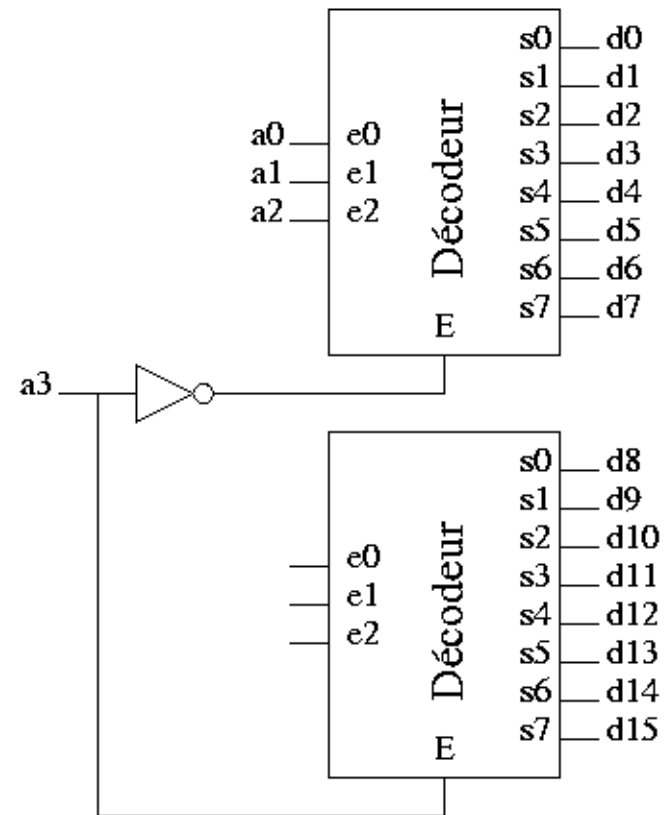 s0 d0
s1 d1
s2 d2
a0 e0 s3 d3
a1 e1 s4 d4
a2 e2 s5 d5
s6 d6
s7 d7
Décodeur
E
a3
s0 d8
s1 d9
s2 d10
e0 s3 d11
e1 s4 d12
e2 s5 d13
s6 d14
s7 d15
Décodeur
E